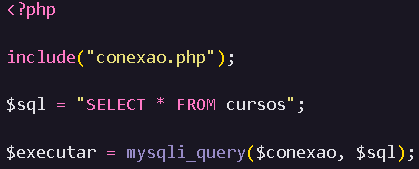 <?php
include("conexao.php");
$sql = "SELECT * FROM cursos";
$executar = mysqli_query($conexao, $sql);